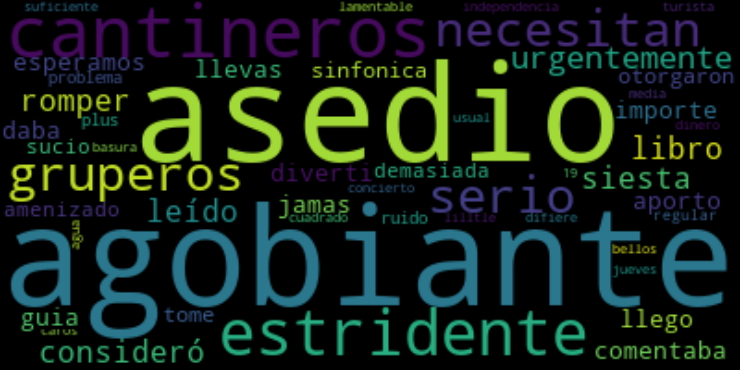 suficiente lamentable independencia turista
cantineros necesitan
esperamos urgentemente
problema llevas sinfonica otorgaron
romper asedio media
plus usual importe
daba dinero
sucio basura libro
gruperos diverti demasiada 19 siesta
concierto
amenizado leído jamas serio aporto
cuadrado ruido lilttle difiere regular
agobiante
bellos
jueves
guia tome llego
caros
consideró estridente comentaba